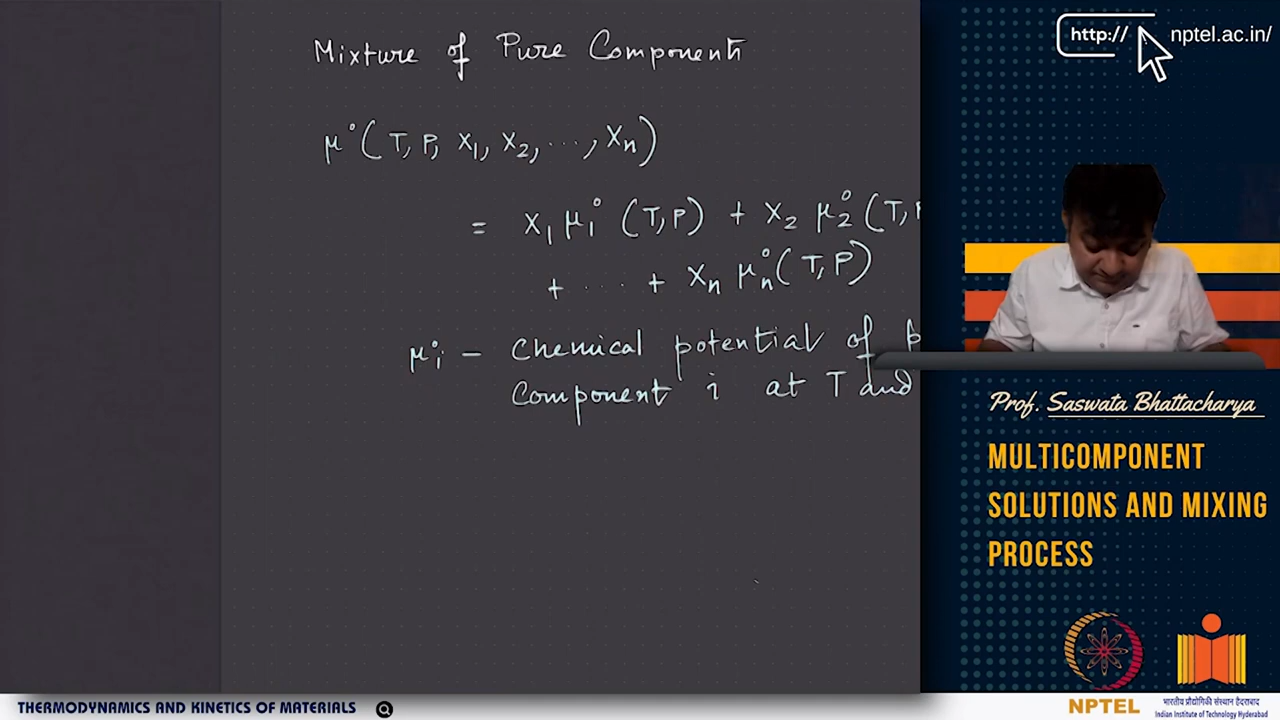 Mixture of Pure Components
μ°(T, P, x₁, x₂, ..., xₙ)
= x₁ μ₁° (T, P) + x₂ μ₂° (T, P
+ ... + xₙ μₙ° (T, P)
μ°ᵢ — Chemical potential of p
Component i at T and
http:// nptel.ac.in/
Prof. Saswata Bhattacharya
MULTICOMPONENT
SOLUTIONS AND MIXING
PROCESS
NPTEL
भारतीय प्रौद्योगिकी संस्थान हैदराबाद
Indian Institute of Technology Hyderabad
THERMODYNAMICS AND KINETICS OF MATERIALS